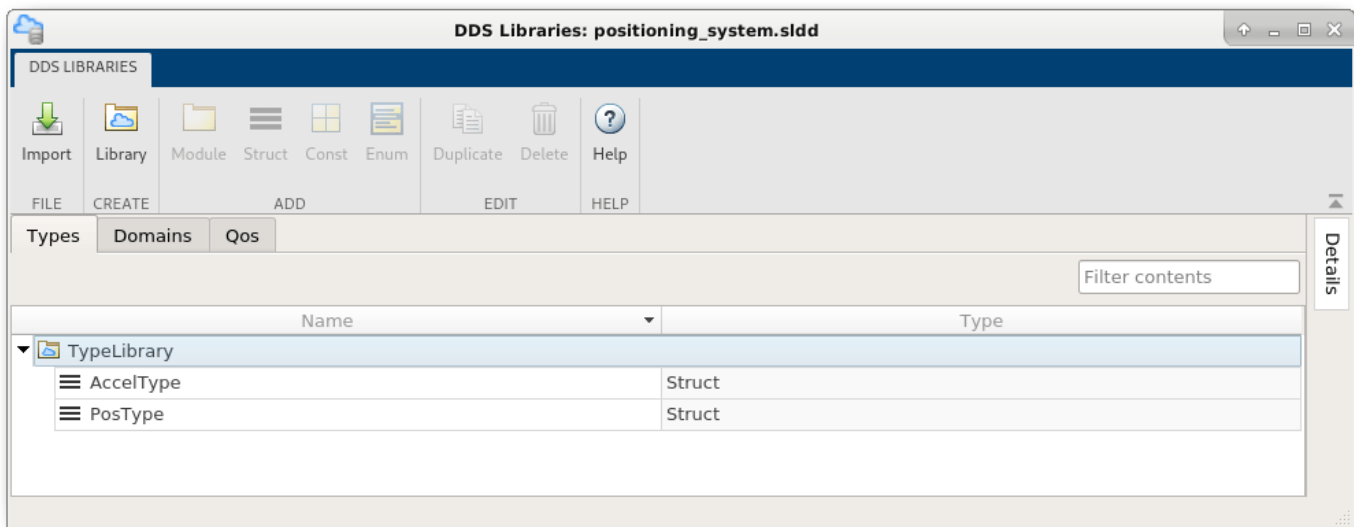 DDS Libraries: positioning_system.sldd
DDS LIBRARIES
Import Library Module Struct Const Enum Duplicate Delete Help
FILE CREATE ADD EDIT HELP
Types Domains Qos
Details
Filter contents
Name Type
TypeLibrary
AccelType Struct
PosType Struct